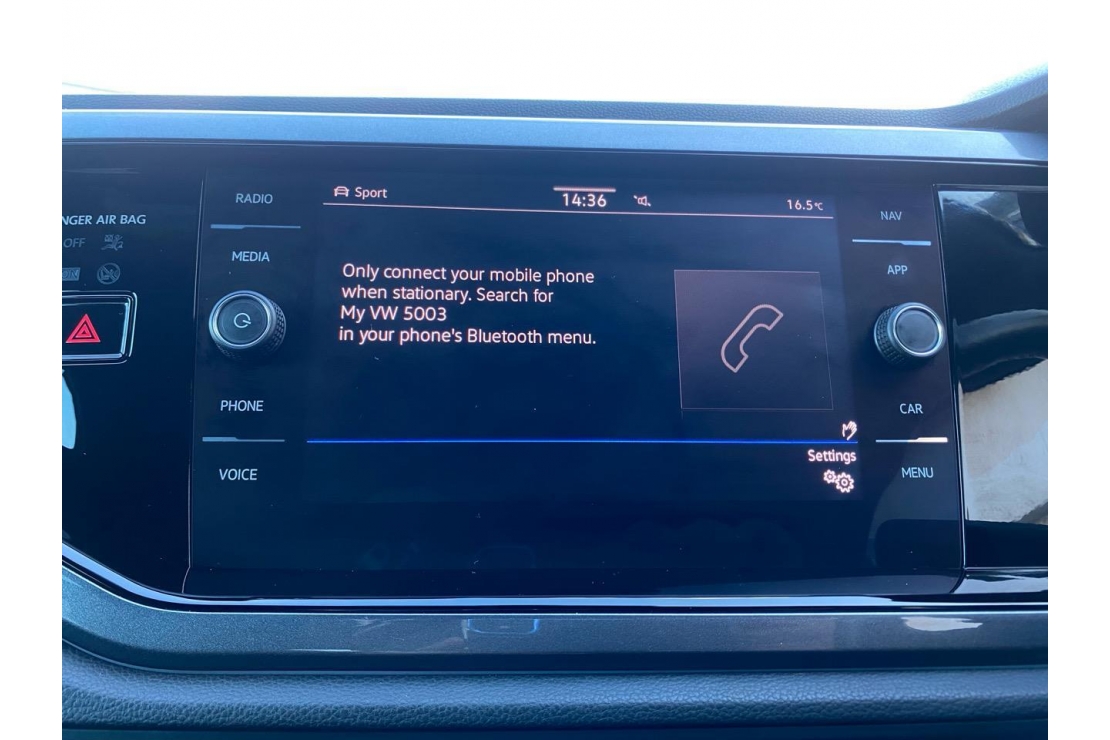 NGER AIR BAG
OFF
RADIO
MEDIA
PHONE
VOICE
Sport
14:36
16.5°C
Only connect your mobile phone
when stationary. Search for
My VW 5003
in your phone's Bluetooth menu.
Settings
NAV
APP
CAR
MENU